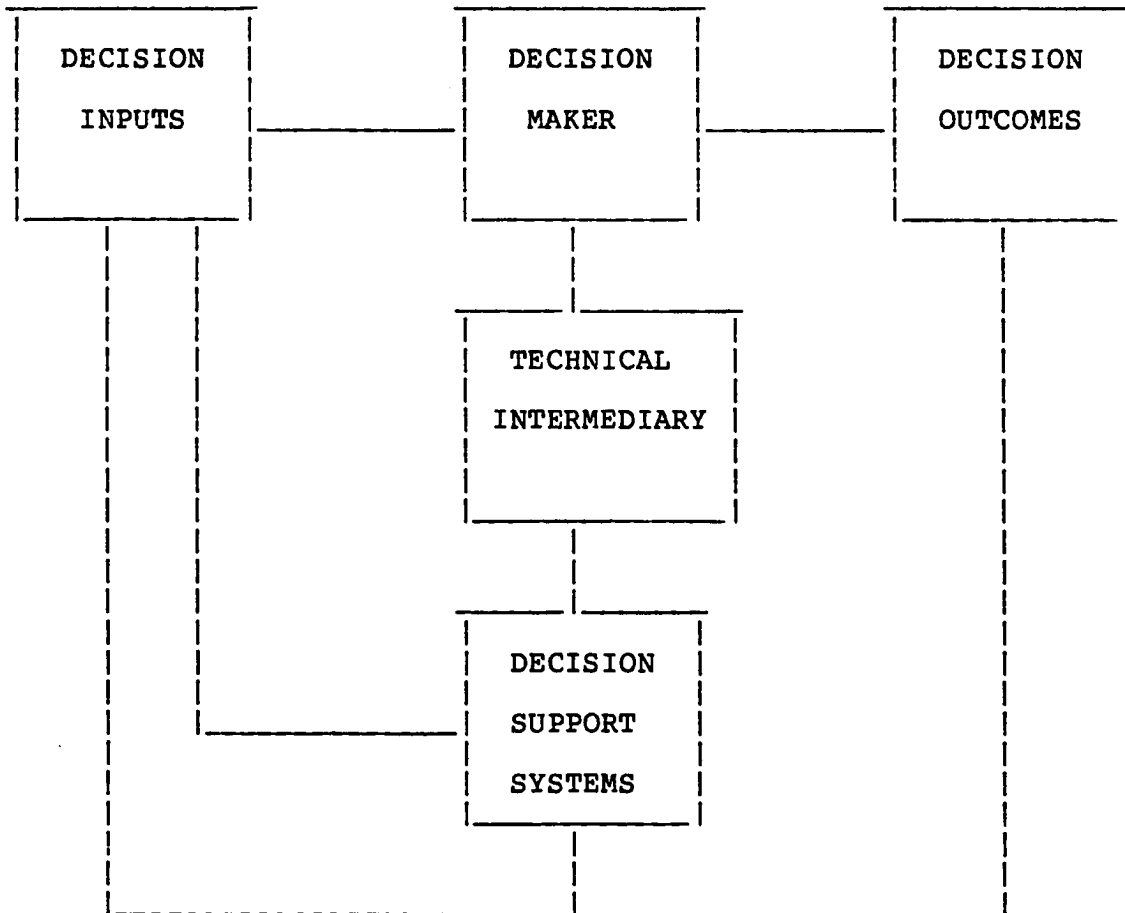 DECISION
INPUTS
DECISION
MAKER
DECISION
OUTCOMES
TECHNICAL
INTERMEDIARY
DECISION
SUPPORT
SYSTEMS